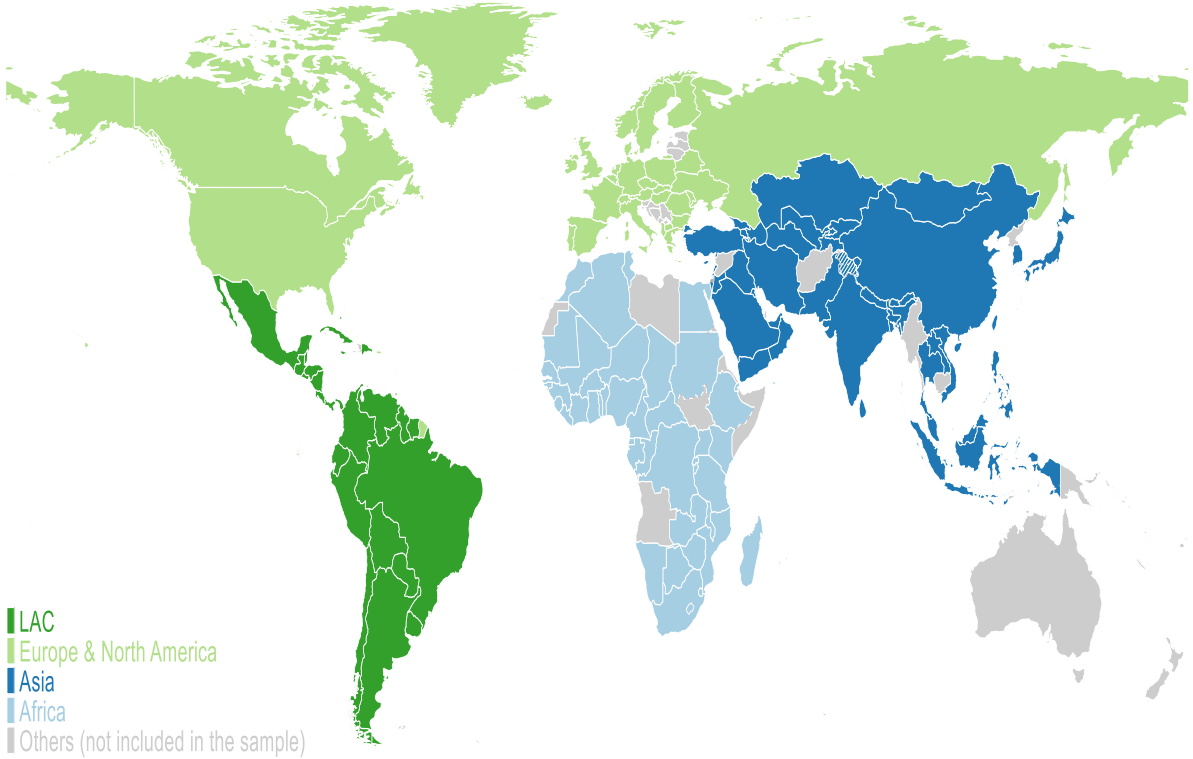 LAC
Europe & North America
Asia
Africa
Others (not included in the sample)